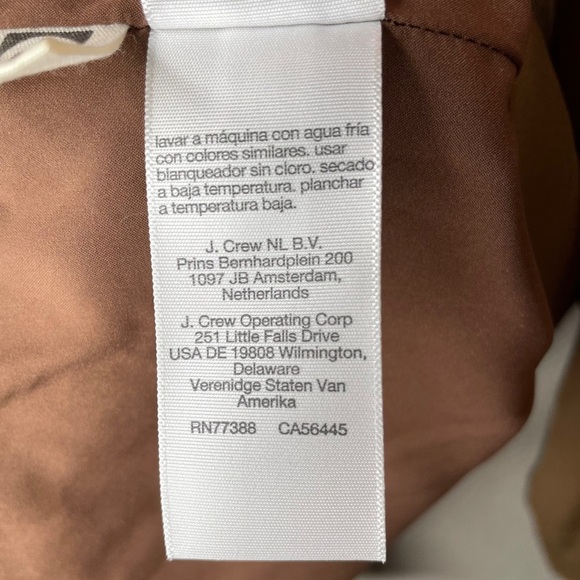 lavar a máquina con agua fría
con colores similares. usar
blanqueador sin cloro. secado
a baja temperatura. planchar
a temperatura baja.
J. Crew NL B.V.
Prins Bernhardplein 200
1097 JB Amsterdam,
Netherlands
J. Crew Operating Corp
251 Little Falls Drive
USA DE 19808 Wilmington,
Delaware
Verenidge Staten Van
Amerika
RN77388 CA56445